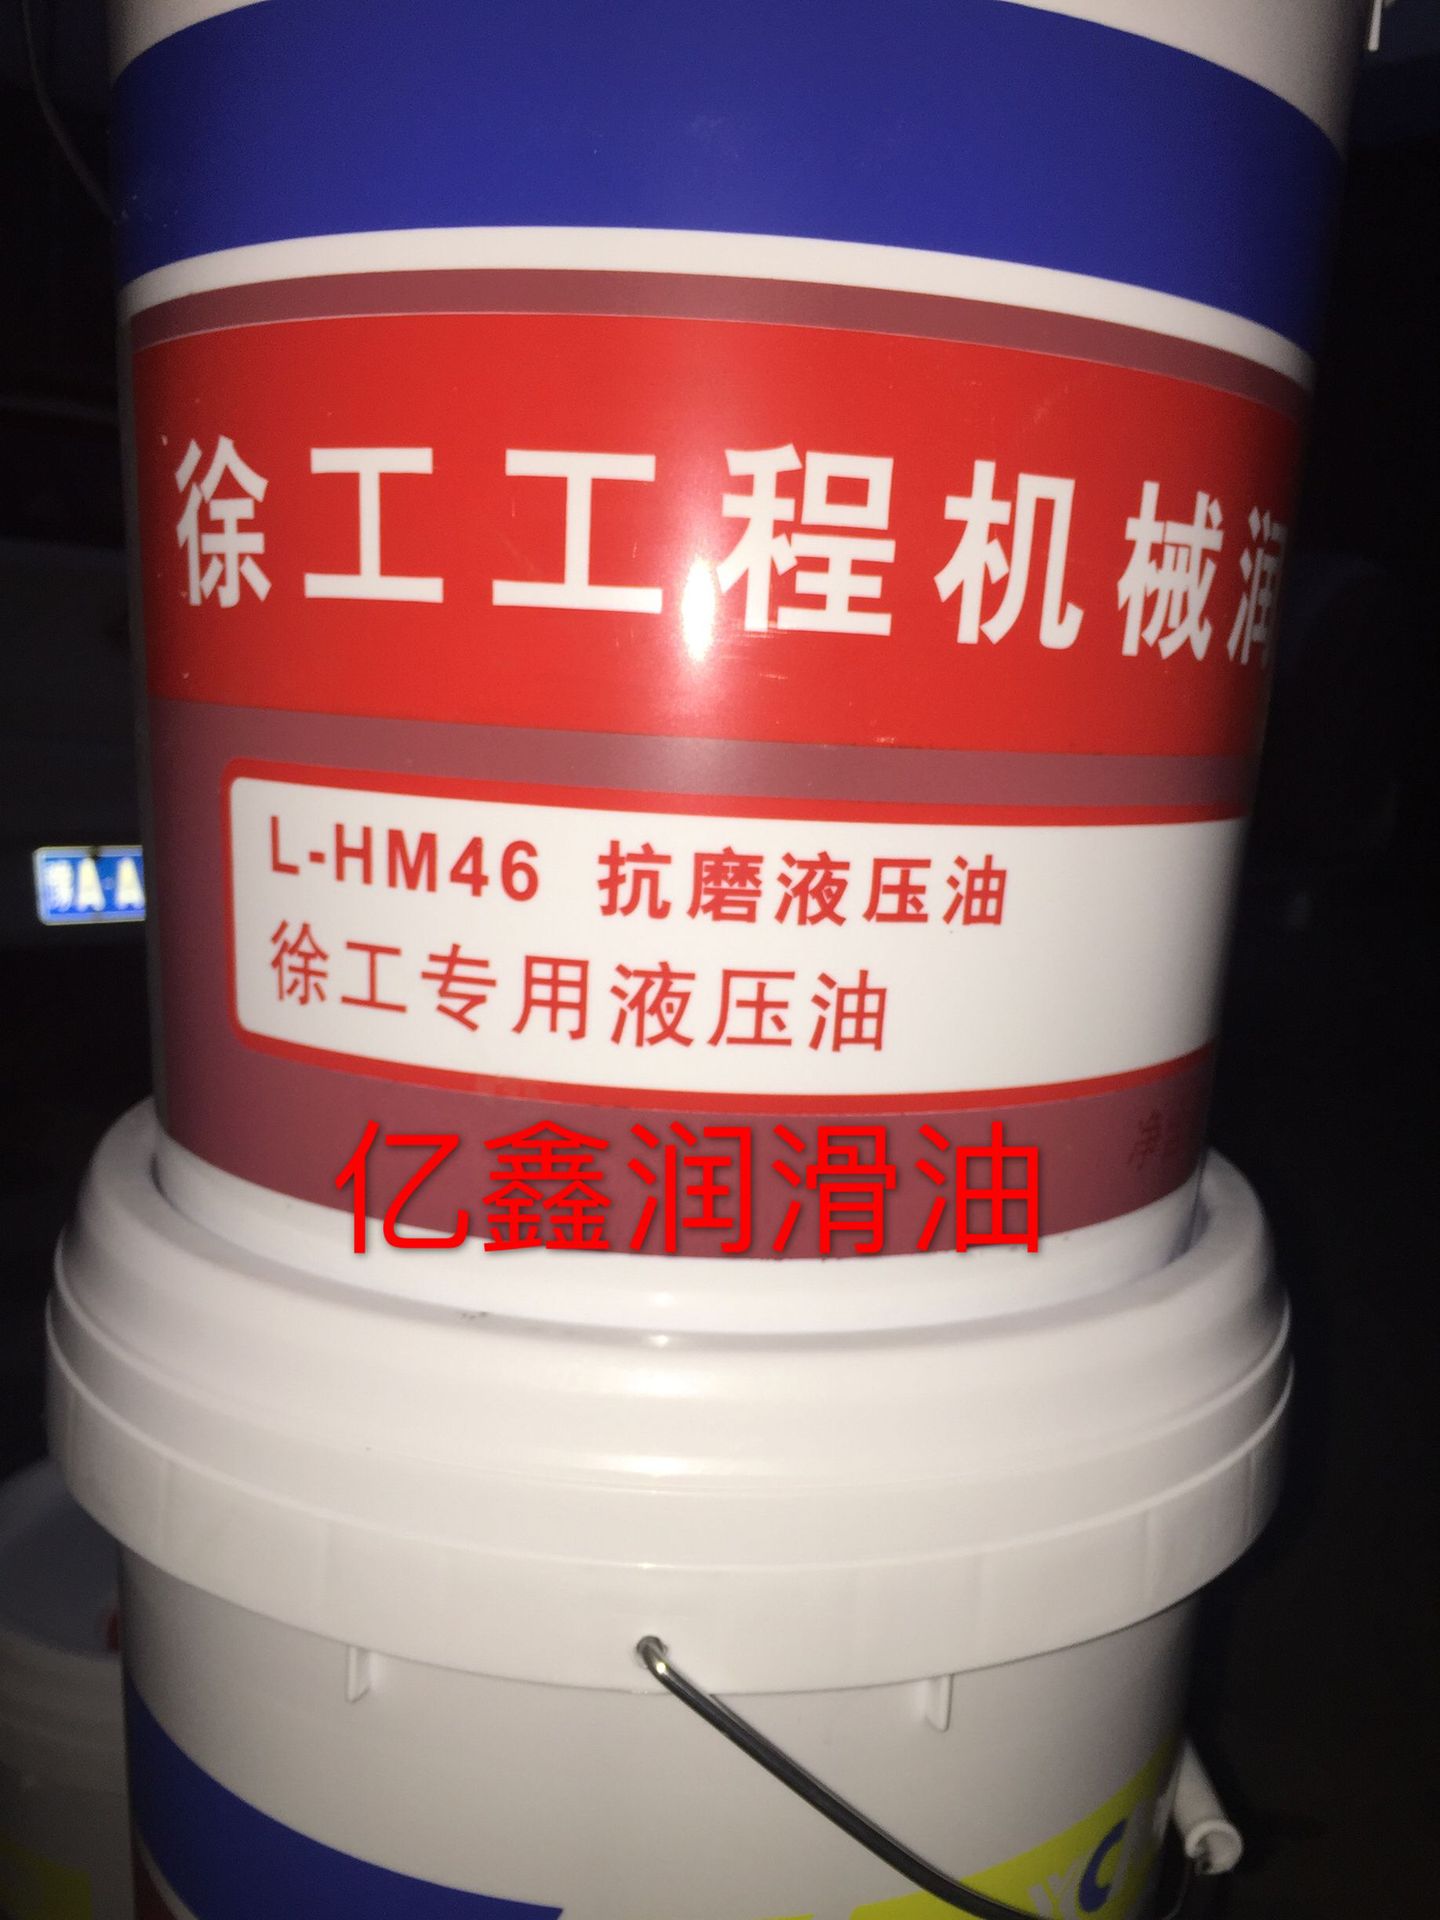 徐工工程机械润
L-HM46 抗磨液压油
徐工专用液压油
净
亿鑫润滑油